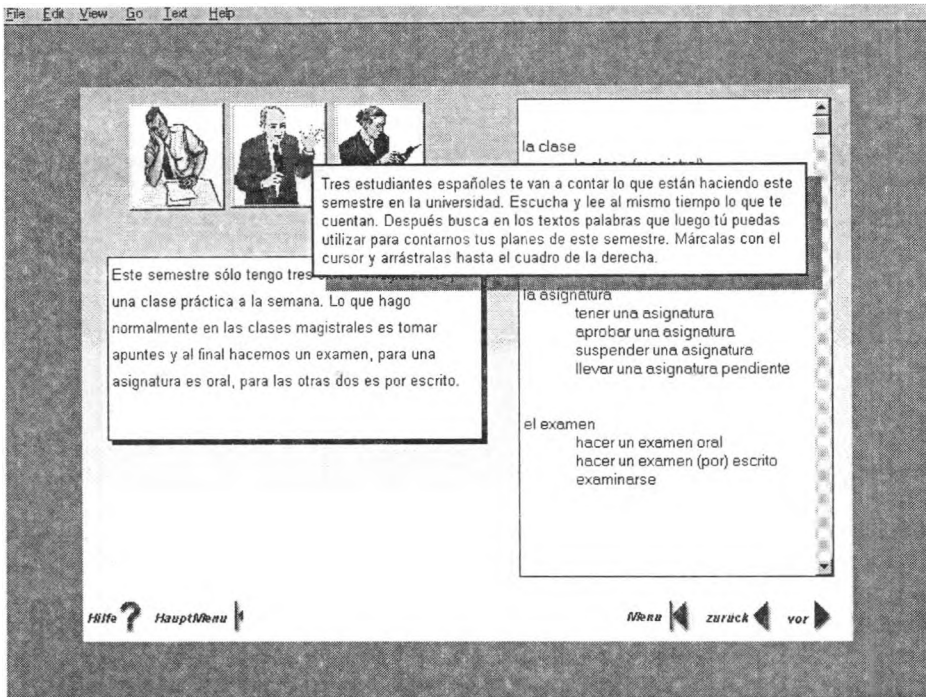 File Edit View Go Text Help
la clase
Tres estudiantes españoles te van a contar lo que están haciendo este
semestre en la universidad. Escucha y lee al mismo tiempo lo que te
cuentan. Después busca en los textos palabras que luego tú puedas
utilizar para contarnos tus planes de este semestre. Márcalas con el
cursor y arrástralas hasta el cuadro de la derecha.
Este semestre sólo tengo tres
una clase práctica a la semana. Lo que hago
normalmente en las clases magistrales es tomar
apuntes y al final hacemos un examen, para una
asignatura es oral, para las otras dos es por escrito.
la asignatura
tener una asignatura
aprobar una asignatura
suspender una asignatura
llevar una asignatura pendiente
el examen
hacer un examen oral
hacer un examen (por) escrito
examinarse
Hilfe ? HauptMenu
Menu zurück vor